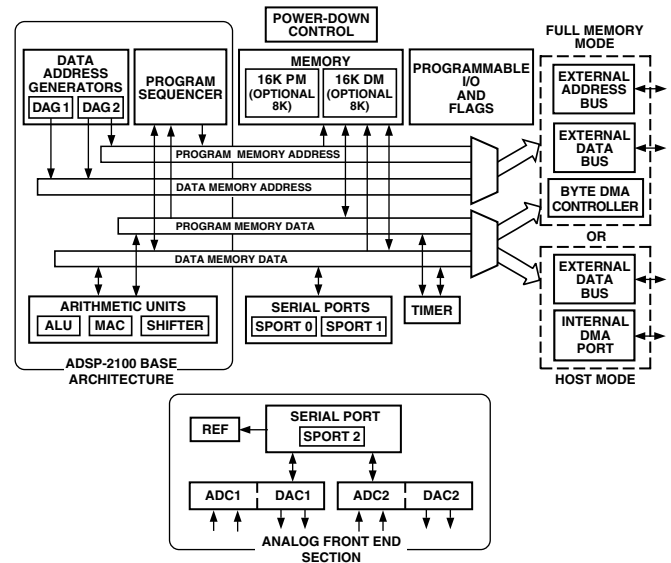 POWER-DOWN
CONTROL
FULL MEMORY
MODE
DATA
ADDRESS
GENERATORS
DAG 1
DAG 2
PROGRAM
SEQUENCER
MEMORY
16K PM
(OPTIONAL
8K)
16K DM
(OPTIONAL
8K)
PROGRAMMABLE
I/O
AND
FLAGS
EXTERNAL
ADDRESS
BUS
EXTERNAL
DATA
BUS
BYTE DMA
CONTROLLER
OR
PROGRAM MEMORY ADDRESS
DATA MEMORY ADDRESS
PROGRAM MEMORY DATA
DATA MEMORY DATA
EXTERNAL
DATA
BUS
INTERNAL
DMA
PORT
HOST MODE
ARITHMETIC UNITS
ALU
MAC
SHIFTER
SERIAL PORTS
SPORT 0
SPORT 1
TIMER
ADSP-2100 BASE
ARCHITECTURE
SERIAL PORT
SPORT 2
REF
ADC1
DAC1
ADC2
DAC2
ANALOG FRONT END
SECTION